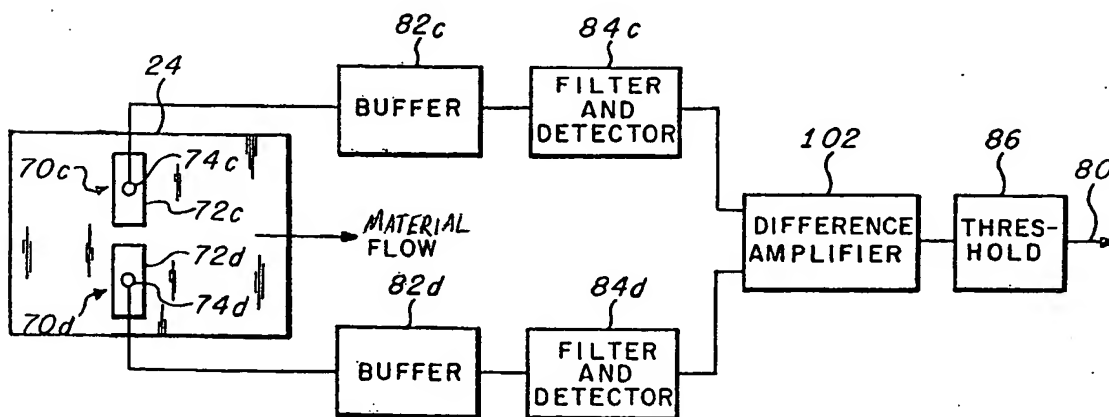 82c
84c
24
BUFFER
FILTER
AND
DETECTOR
70c
74c
72c
102
86
80
MATERIAL
FLOW
DIFFERENCE
AMPLIFIER
THRES-
HOLD
72d
74d
70d
82d
84d
BUFFER
FILTER
AND
DETECTOR